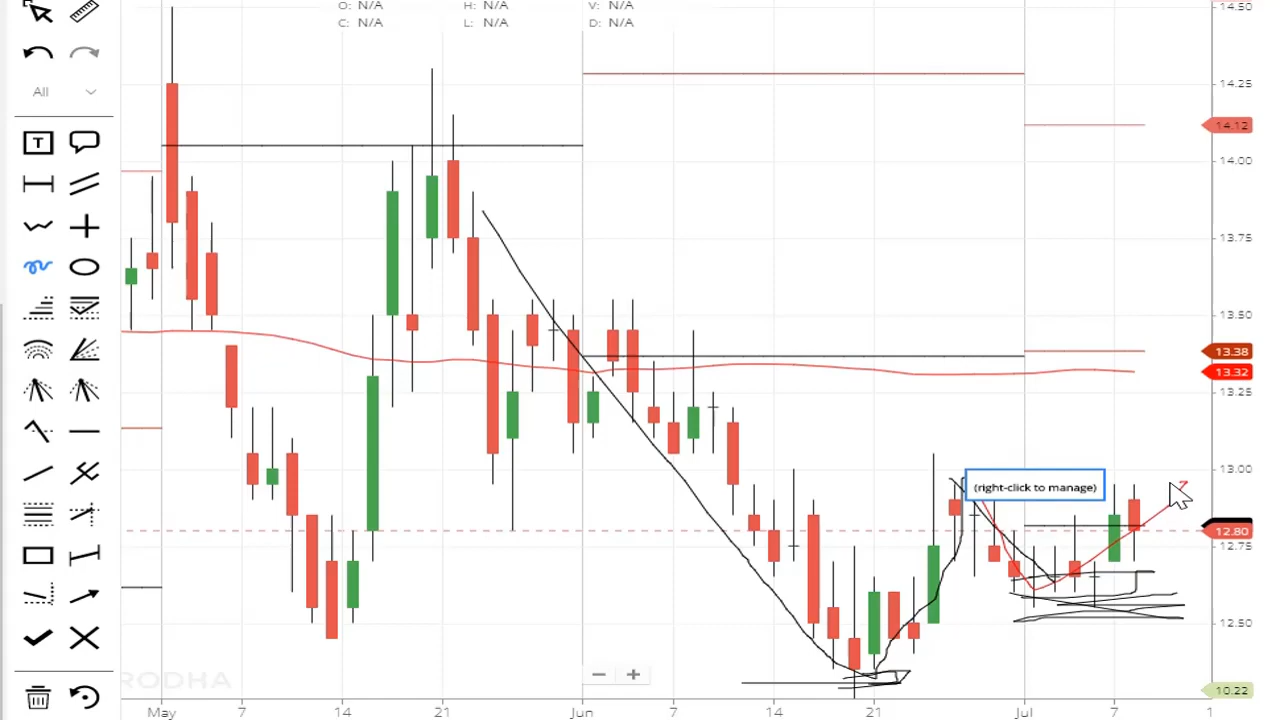 O: N/A H: N/A V: N/A
C: N/A L: N/A D: N/A
14.50
All
14.25
14.12
14.00
13.75
13.50
13.38
13.32
13.25
13.00
(right-click to manage)
12.80
12.75
12.50
RODHA
10.22
May 7 14 21 Jun 7 14 21 Jul 7 1